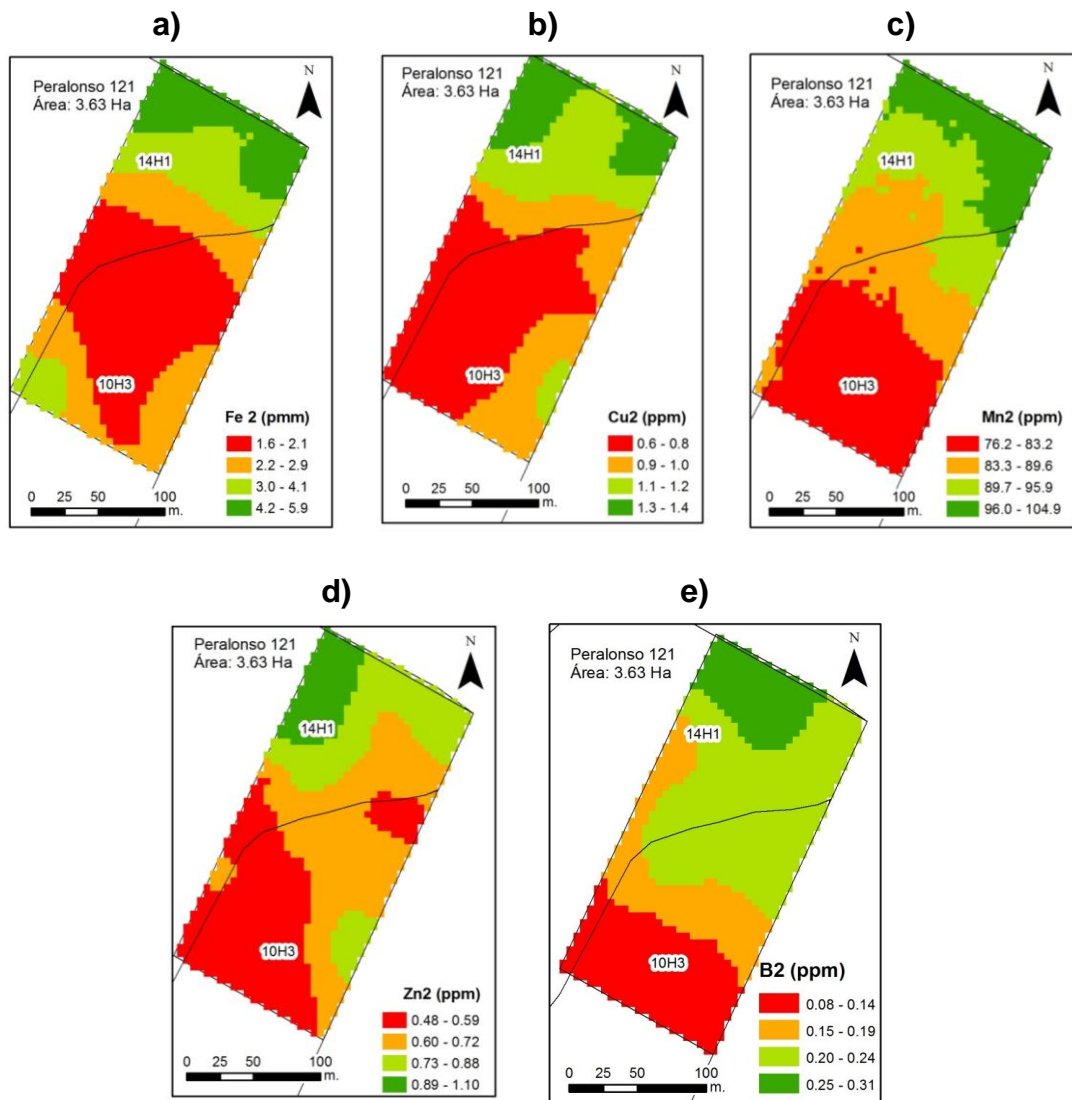 a)
b)
c)
Peralonso 121
Área: 3.63 Ha
N
14H1
10H3
Fe 2 (pmm)
1.6 - 2.1
2.2 - 2.9
3.0 - 4.1
4.2 - 5.9
0 25 50 100
m.
Peralonso 121
Área: 3.63 Ha
N
14H1
10H3
Cu2 (ppm)
0.6 - 0.8
0.9 - 1.0
1.1 - 1.2
1.3 - 1.4
0 25 50 100
m.
Peralonso 121
Área: 3.63 Ha
N
14H1
10H3
Mn2 (ppm)
76.2 - 83.2
83.3 - 89.6
89.7 - 95.9
96.0 - 104.9
0 25 50 100
m.
d)
e)
Peralonso 121
Área: 3.63 Ha
N
14H1
10H3
Zn2 (ppm)
0.48 - 0.59
0.60 - 0.72
0.73 - 0.88
0.89 - 1.10
0 25 50 100
m.
Peralonso 121
Área: 3.63 Ha
N
14H1
10H3
B2 (ppm)
0.08 - 0.14
0.15 - 0.19
0.20 - 0.24
0.25 - 0.31
0 25 50 100
m.